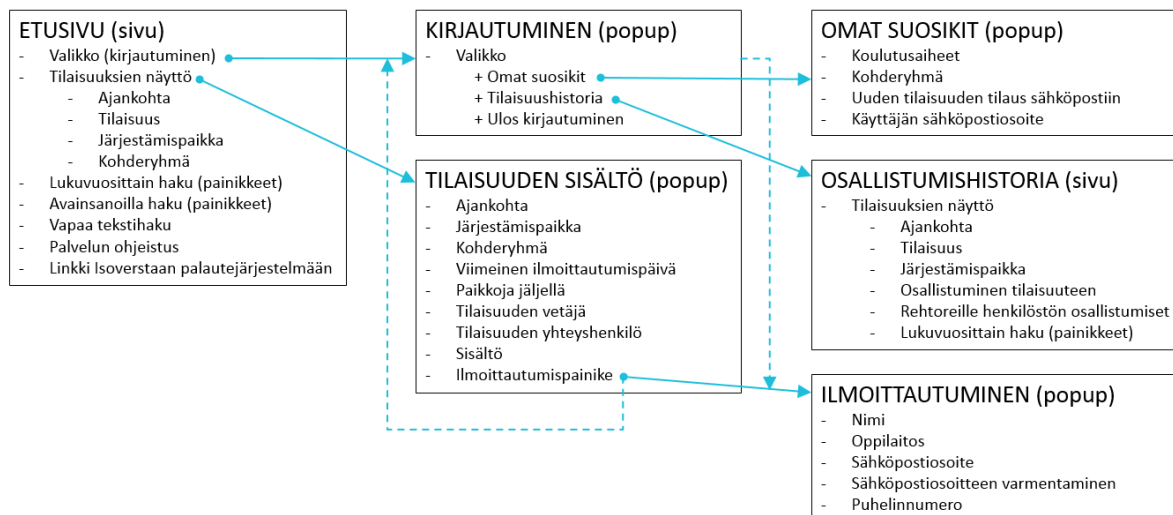 ETUSIVU (sivu)
- Valikko (kirjautuminen)
- Tilaisuuksien näyttö
- Ajankohta
- Tilaisuus
- Järjestämispaikka
- Kohderyhmä
- Lukuvuosittain haku (painikkeet)
- Avainsanoilla haku (painikkeet)
- Vapaa tekstihaku
- Palvelun ohjeistus
- Linkki Isoverstaan palautejärjestelmään
KIRJAUTUMINEN (popup)
- Valikko
+ Omat suosikit
+ Tilaisuushistoria
+ Ulos kirjautuminen
TILAISUUDEN SISÄLTÖ (popup)
- Ajankohta
- Järjestämispaikka
- Kohderyhmä
- Viimeinen ilmoittautumispäivä
- Paikkoja jäljellä
- Tilaisuuden vetäjä
- Tilaisuuden yhteyshenkilö
- Sisältö
- Ilmoittautumispainike
OMAT SUOSIKIT (popup)
- Koulutusaiheet
- Kohderyhmä
- Uuden tilaisuuden tilaus sähköpostiin
- Käyttäjän sähköpostiosoite
OSALLISTUMISHISTORIA (sivu)
- Tilaisuuksien näyttö
- Ajankohta
- Tilaisuus
- Järjestämispaikka
- Osallistuminen tilaisuuteen
- Rehtoreille henkilöstön osallistumiset
- Lukuvuosittain haku (painikkeet)
ILMOITTAUTUMINEN (popup)
- Nimi
- Oppilaitos
- Sähköpostiosoite
- Sähköpostiosoitteen varmentaminen
- Puhelinnumero